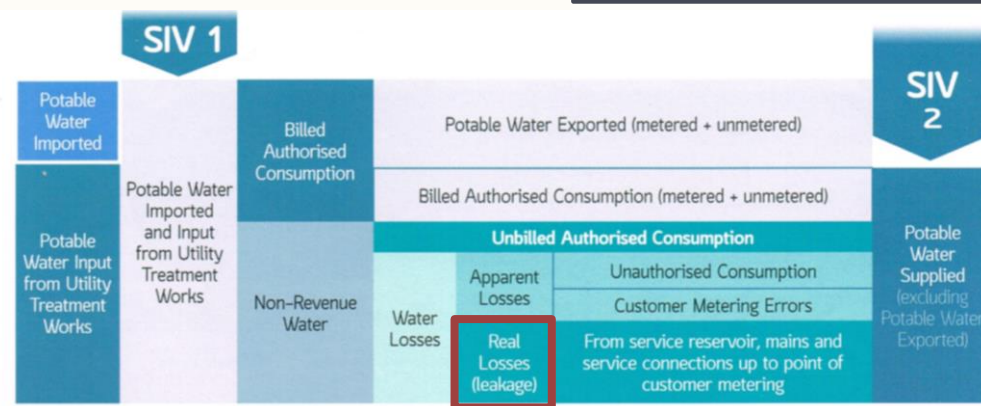 SIV 1
SIV
2
Potable
Water
Imported
Potable
Water Input
from Utility
Treatment
Works
Potable Water
Imported
and Input
from Utility
Treatment
Works
Billed
Authorised
Consumption
Non-Revenue
Water
Potable Water Exported (metered + unmetered)
Billed Authorised Consumption (metered + unmetered)
Unbilled Authorised Consumption
Water
Losses
Apparent
Losses
Unauthorised Consumption
Customer Metering Errors
Real
Losses
(leakage)
From service reservoir, mains and
service connections up to point of
customer metering
Potable
Water
Supplied
(excluding
Potable Water
Exported)